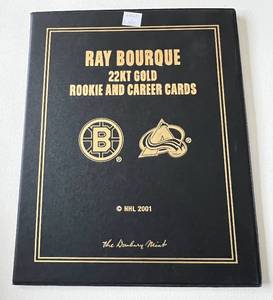 RAY BOURQUE
22KT GOLD
ROOKIE AND CAREER CARDS
B ®
A ®
© NHL 2001
The Danbury Mint